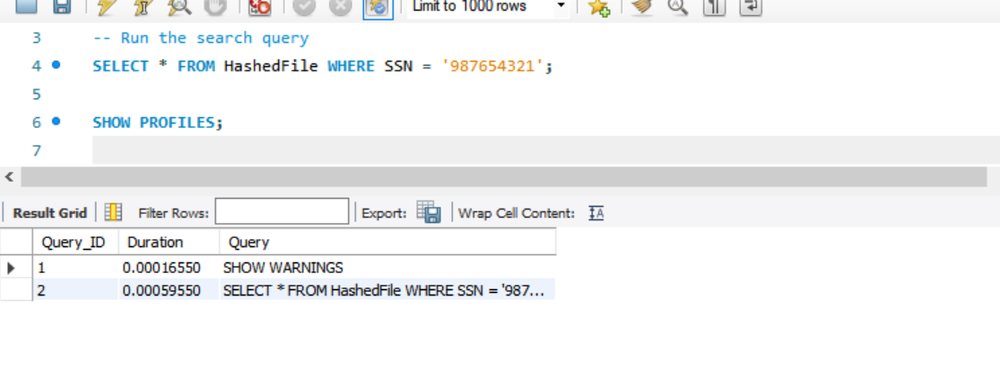 Limit to 1000 rows
3 -- Run the search query
4 SELECT * FROM HashedFile WHERE SSN = '987654321';
5
6 SHOW PROFILES;
7
Result Grid Filter Rows: Export: Wrap Cell Content: IA
Query_ID Duration Query
1 0.00016550 SHOW WARNINGS
2 0.00059550 SELECT * FROM HashedFile WHERE SSN = '987...